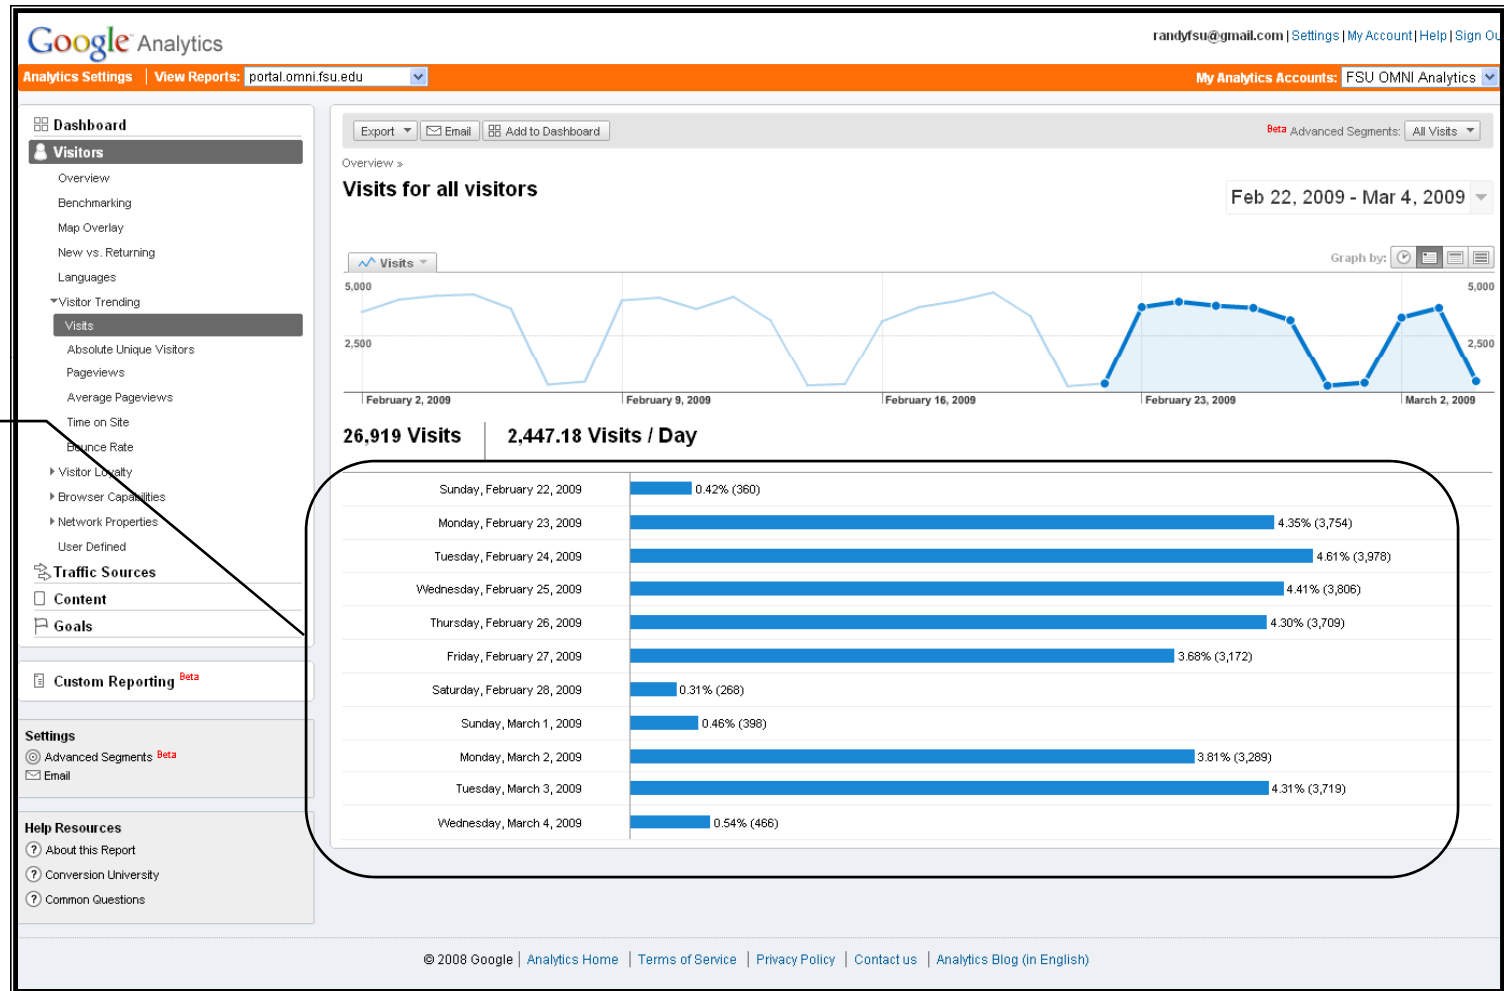 Google Analytics
randyfsu@gmail.com | Settings | My Account | Help | Sign Ou
Analytics Settings | View Reports: portal.omni.fsu.edu
My Analytics Accounts: FSU OMNI Analytics
Dashboard
Visitors
Overview
Benchmarking
Map Overlay
New vs. Returning
Languages
Visitor Trending
Visits
Absolute Unique Visitors
Pageviews
Average Pageviews
Time on Site
Bounce Rate
Visitor Loyalty
Browser Capabilities
Network Properties
User Defined
Traffic Sources
Content
Goals
Custom Reporting Beta
Settings
Advanced Segments Beta
Email
Help Resources
About this Report
Conversion University
Common Questions
Export Email Add to Dashboard
Beta Advanced Segments: All Visits
Overview »
Visits for all visitors
Feb 22, 2009 - Mar 4, 2009
Visits
Graph by:
5,000 5,000
2,500 2,500
February 2, 2009 February 9, 2009 February 16, 2009 February 23, 2009 March 2, 2009
26,919 Visits 2,447.18 Visits / Day
Sunday, February 22, 2009 0.42% (360)
Monday, February 23, 2009 4.35% (3,754)
Tuesday, February 24, 2009 4.61% (3,978)
Wednesday, February 25, 2009 4.41% (3,806)
Thursday, February 26, 2009 4.30% (3,709)
Friday, February 27, 2009 3.68% (3,172)
Saturday, February 28, 2009 0.31% (268)
Sunday, March 1, 2009 0.46% (398)
Monday, March 2, 2009 3.81% (3,289)
Tuesday, March 3, 2009 4.31% (3,719)
Wednesday, March 4, 2009 0.54% (466)
© 2008 Google | Analytics Home | Terms of Service | Privacy Policy | Contact us | Analytics Blog (in English)